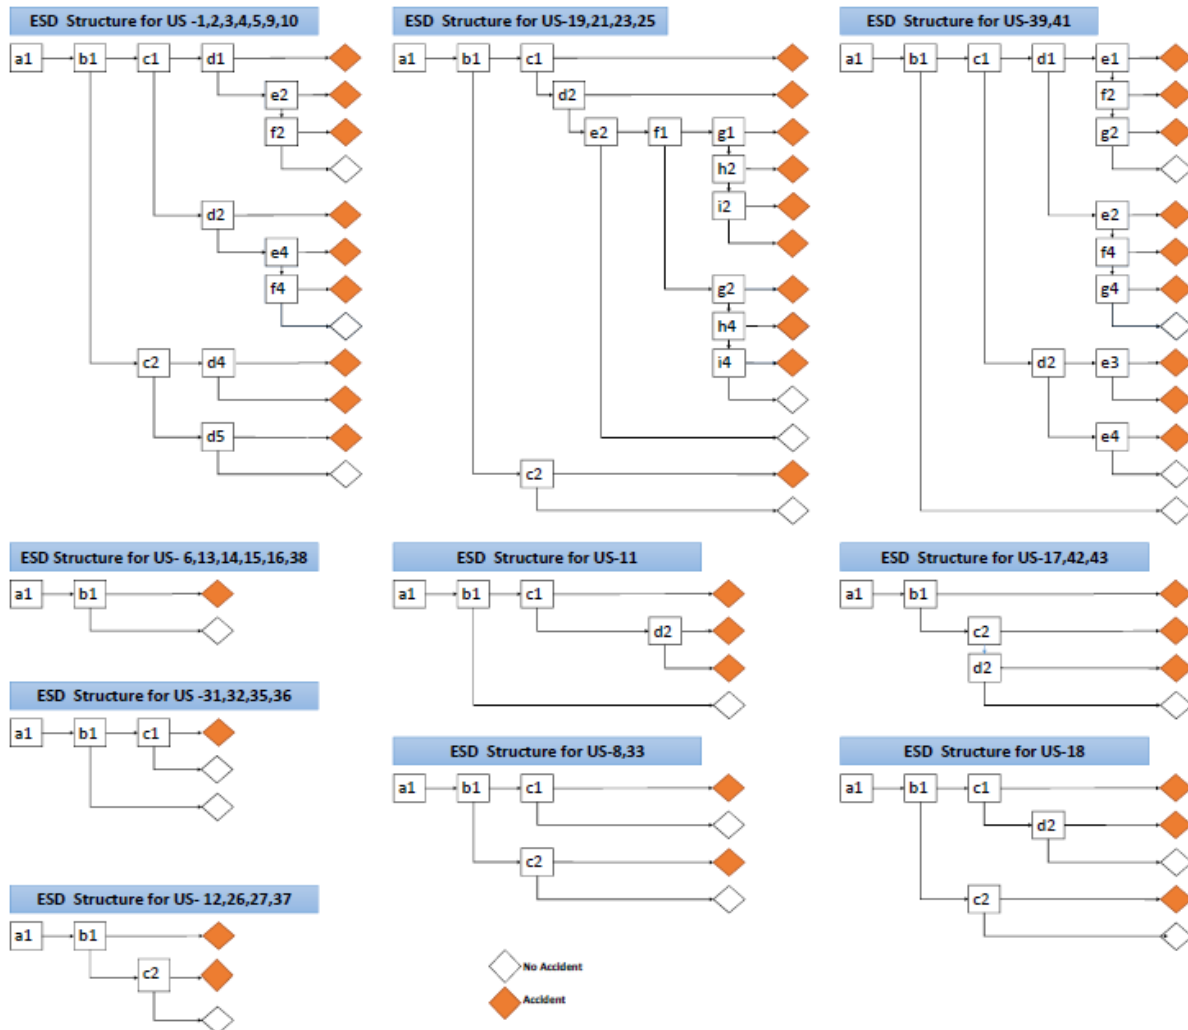 ESD Structure for US -1,2,3,4,5,9,10
a1 b1 c1 d1
e2
f2
d2
e4
f4
c2 d4
d5
ESD Structure for US-19,21,23,25
a1 b1 c1
d2
e2 f1 g1
h2
i2
g2
h4
i4
c2
ESD Structure for US-39,41
a1 b1 c1 d1 e1
f2
g2
e2
f4
g4
d2 e3
e4
ESD Structure for US- 6,13,14,15,16,38
a1 b1
ESD Structure for US-11
a1 b1 c1
d2
ESD Structure for US-17,42,43
a1 b1
c2
d2
ESD Structure for US -31,32,35,36
a1 b1 c1
ESD Structure for US-8,33
a1 b1 c1
c2
ESD Structure for US-18
a1 b1 c1
d2
c2
ESD Structure for US- 12,26,27,37
a1 b1
c2
No Accident
Accident